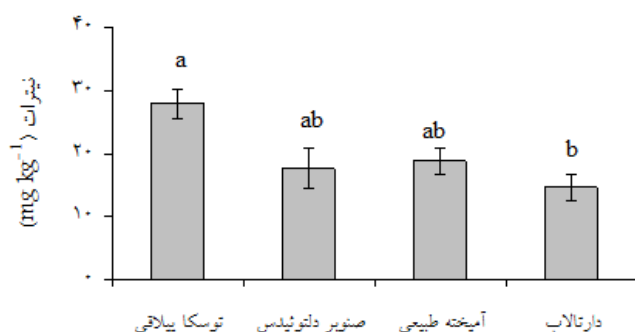 نیترات (mg kg⁻¹)
۴۰
۳۰
۲۰
۱۰
۰
a
ab
ab
b
توسکا ییلاقی
صنوبر دلتوئیدس
آمیخته طبیعی
دارتالاب